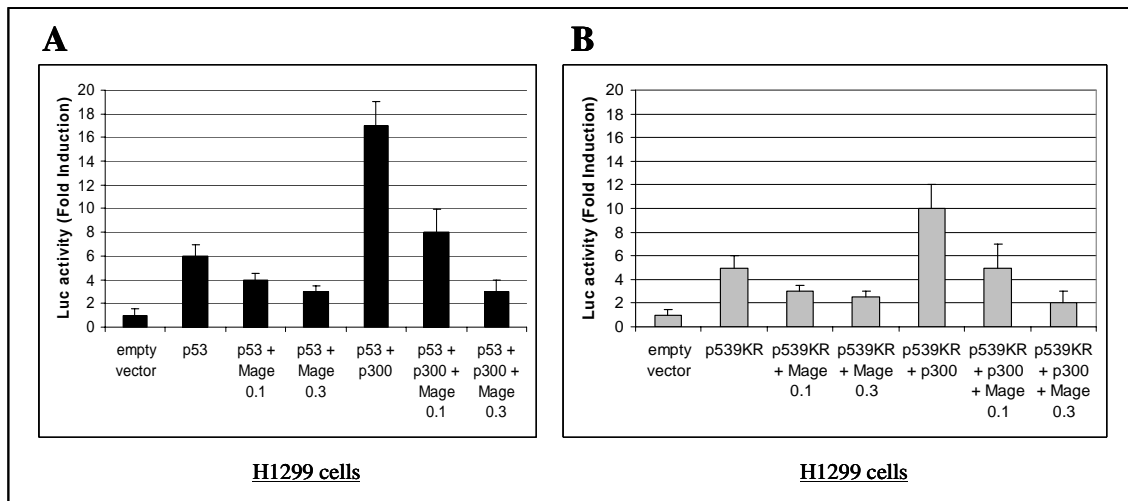 A
Luc activity (Fold Induction)
20
18
16
14
12
10
8
6
4
2
0
empty
vector
p53
p53 +
Mage
0.1
p53 +
Mage
0.3
p53 +
p300
p53 +
p300 +
Mage
0.1
p53 +
p300 +
Mage
0.3
H1299 cells
B
Luc activity (Fold Induction)
20
18
16
14
12
10
8
6
4
2
0
empty
vector
p539KR
p539KR
+ Mage
0.1
p539KR
+ Mage
0.3
p539KR
+ p300
p539KR
+ p300
+ Mage
0.1
p539KR
+ p300
+ Mage
0.3
H1299 cells